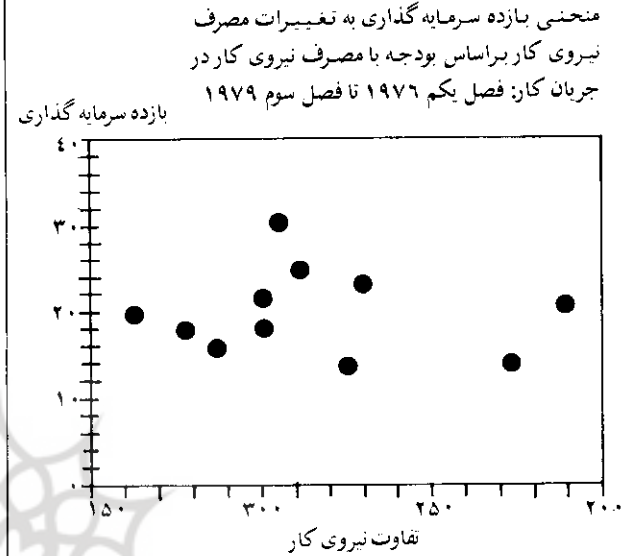 منحنی بازده سرمایه گذاری به تغییرات مصرف
نیروی کار براساس بودجه با مصرف نیروی کار در
جریان کار: فصل یکم ۱۹۷۶ تا فصل سوم ۱۹۷۹
بازده سرمایه گذاری
۴۰
۳۰
۲۰
۱۰
۰
۱۵۰ ۳۰۰ ۲۵۰ ۲۰۰
تفاوت نیروی کار